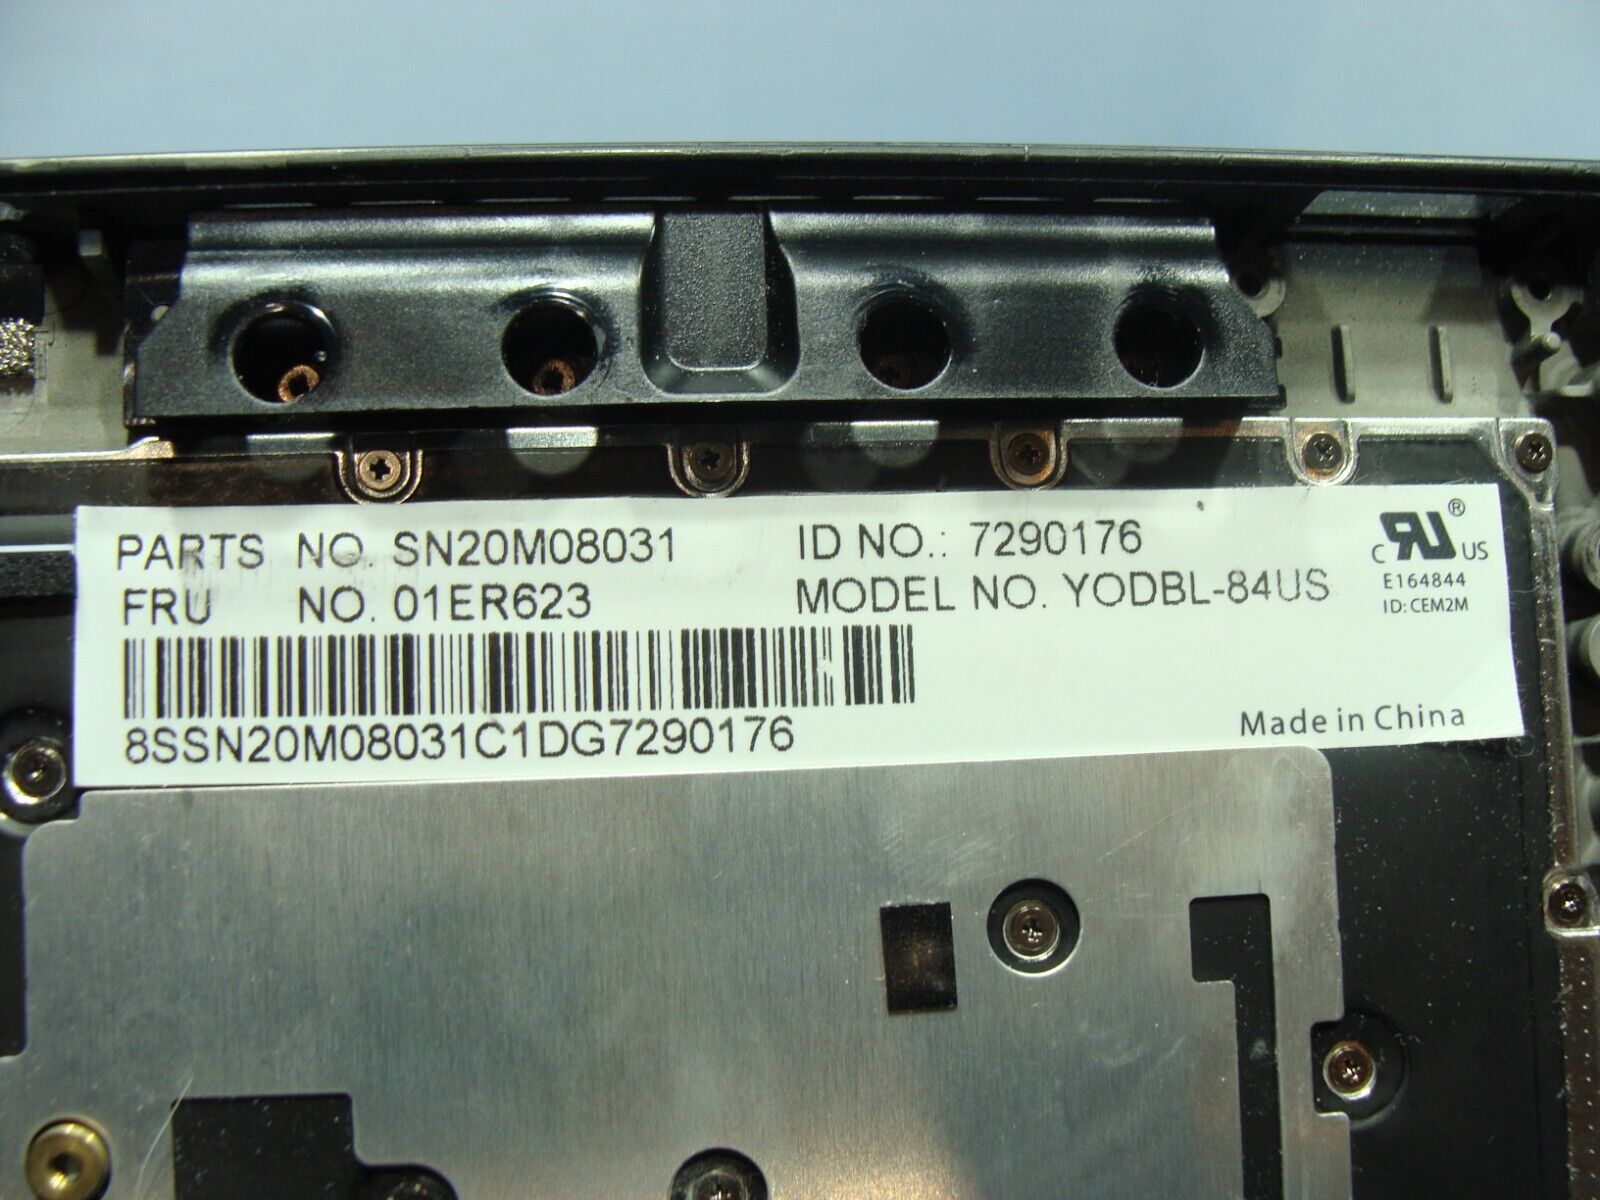 PARTS NO. SN20M08031 ID NO.: 7290176
FRU NO. 01ER623 MODEL NO. YODBL-84US
8SSN20M08031C1DG7290176
C RU ® US
E164844
ID: CEM2M
Made in China